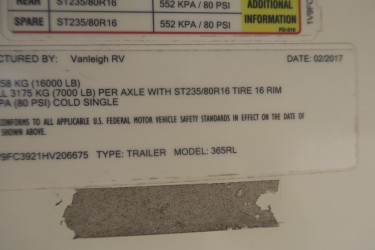 REAR ST235/80R16 552 KPA / 80 PSI
SPARE ST235/80R16 552 KPA / 80 PSI
ADDITIONAL
INFORMATION
CTURED BY: Vanleigh RV DATE: 02/2017
58 KG (16000 LB)
L 3175 KG (7000 LB) PER AXLE WITH ST235/80R16 TIRE 16 RIM
PA (80 PSI) COLD SINGLE
CONFORMS TO ALL APPLICABLE U.S. FEDERAL MOTOR VEHICLE SAFETY STANDARDS IN EFFECT ON THE DATE OF
SHOWN ABOVE.
9FC3921HV206675 TYPE: TRAILER MODEL: 365RL